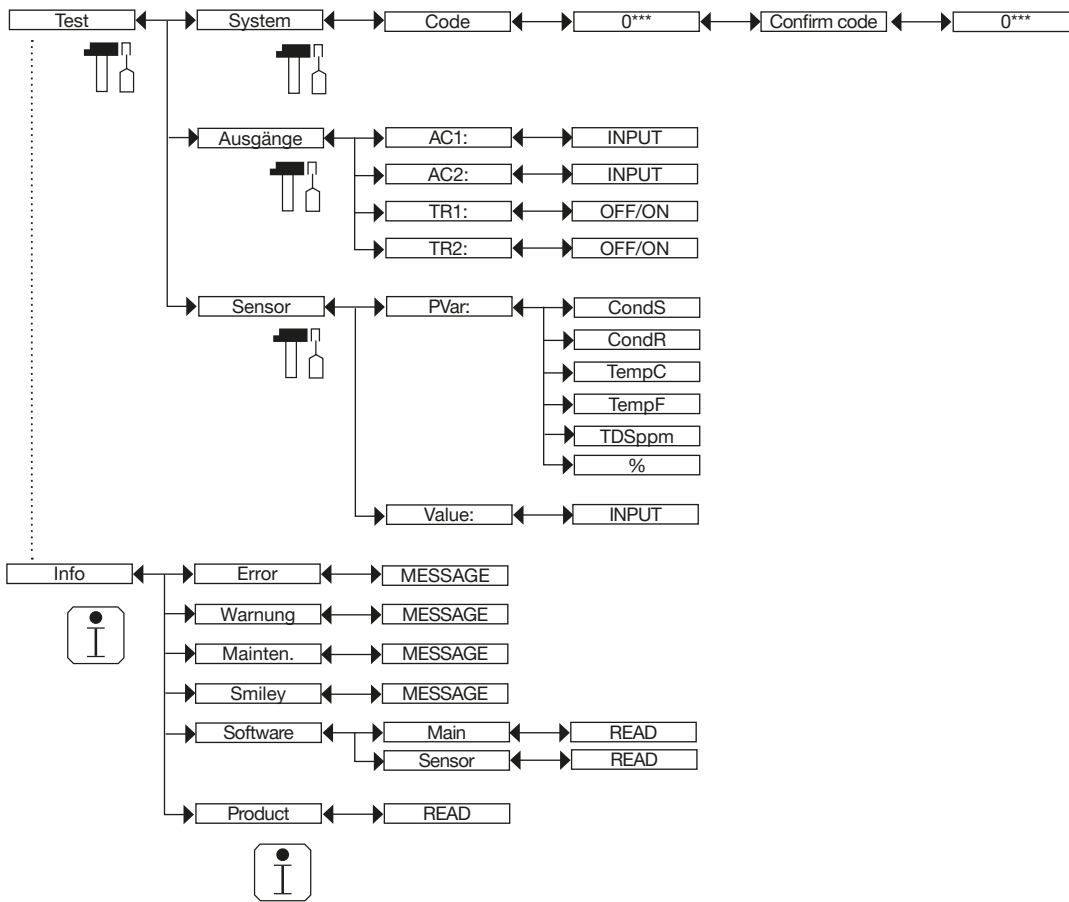 Test System Code 0*** Confirm code 0***
Ausgänge AC1: INPUT
AC2: INPUT
TR1: OFF/ON
TR2: OFF/ON
Sensor PVar: CondS
CondR
TempC
TempF
TDSppm
%
Value: INPUT
Info Error MESSAGE
Warnung MESSAGE
Mainten. MESSAGE
Smiley MESSAGE
Software Main READ
Sensor READ
Product READ